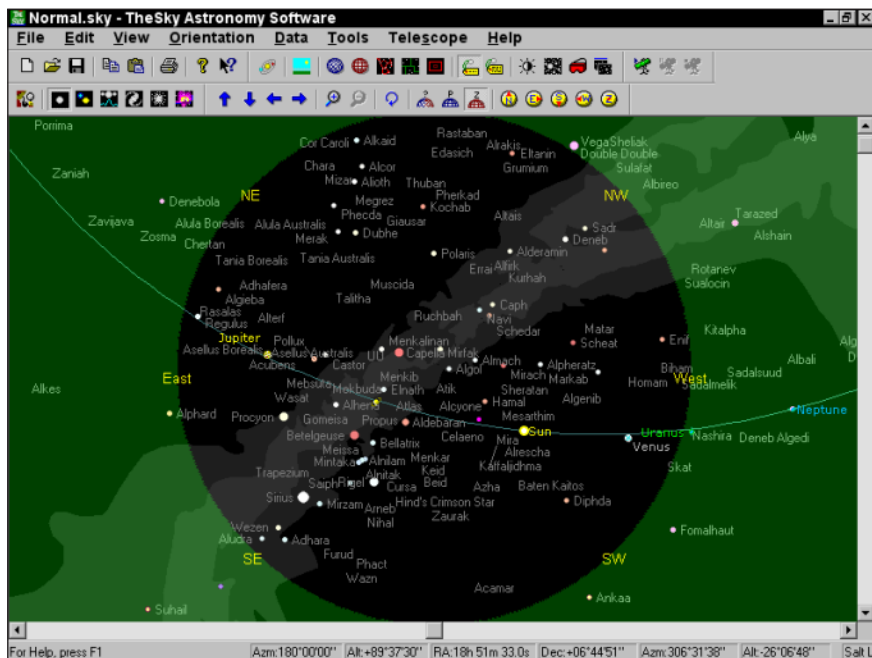 Normal.sky - TheSky Astronomy Software
File Edit View Orientation Data Tools Telescope Help
Porrima
Cor Caroli Alkaid
Rastaban
Edasich Alrakis
Eltanin
Grumium
VegaSheliak
Double Double
Sulafat
Alya
Zaniah
Chara Alcor
Mizar Alioth
Thuban
Albireo
Denebola
NE
NW
Megrez
Pherkad
Kochab
Phecda
Giausar
Altais
Zavijava
Alula Borealis
Alula Australis
Sadr
Altair
Tarazed
Zosma
Merak
Dubhe
Deneb
Alshain
Chertan
Tania Borealis
Tania Australis
Polaris
Alderamin
Errai Alfirk
Rotanev
Sualocin
Adhafera
Muscida
Kurhah
Algieba
Talitha
Caph
Rasalas
Alterf
Ruchbah
Navi
Regulus
Schedar
Matar
Kitalpha
Jupiter
Pollux
Menkalinan
Scheat
Enif
Asellus Borealis
Asellus Australis
UU
Capella
Mirfak
Acubens
Castor
Algol
Almach
Alpheratz
Biham
Albali
Alkes
East
Mebsuta
Menkib
Mirach
Markab
West
Sadalsuud
Wasat
Mekbuda
Elnath
Atik
Sheratan
Homam
Sadalmelik
Alphard
Procyon
Alhena
Atlas
Alcyone
Hamal
Algenib
Neptune
Gomeisa
Propus
Aldebaran
Mesarthim
Betelgeuse
Celaeno
Sun
Uranus
Nashira
Deneb Algedi
Meissa
Bellatrix
Mira
Venus
Mintaka
Alnilam
Menkar
Alrescha
Skat
Trapezium
Alnitak
Keid
Kaffaljidhma
Saiph
Rigel
Cursa
Beid
Azha
Baten Kaitos
Sirius
Mirzam
Hind's Crimson Star
Diphda
Arneb
Wezen
Nihal
Zaurak
Fomalhaut
Aludra
Adhara
SE
Furud
SW
Phact
Wazn
Acamar
Ankaa
Suhail
For Help, press F1 Azm:180°00'00" Alt:+89°37'30" RA:18h 51m 33.0s Dec:+06°44'51" Azm:306°31'38" Alt:-26°06'48" Salt L